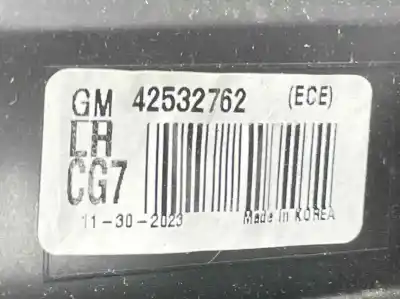 GM 42532762 (ECE)
LR
CG7
11-30-2023 Made in KOREA